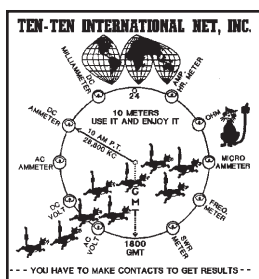 TEN-TEN INTERNATIONAL NET, INC.
24
DC MILLIAMMETER
AMP. HR. METER
DC AMMETER
10 METERS
USE IT AND ENJOY IT
OHM
10 AM P.T.
28,800 KC
AC AMMETER
MICRO AMMETER
GMT
DC VOLT
FREQ. METER
AC VOLT
SWR METER
1800
GMT
--- YOU HAVE TO MAKE CONTACTS TO GET RESULTS ---